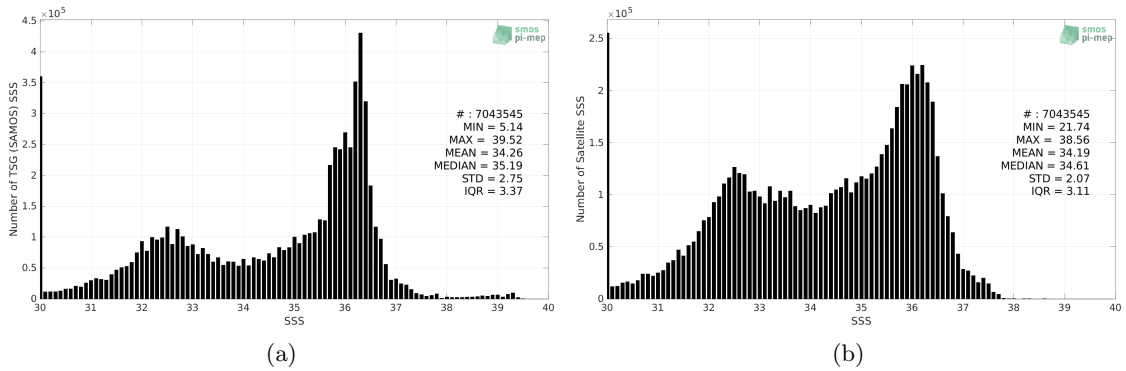 ×10⁵
4.5
4
3.5
3
2.5
2
1.5
1
0.5
0
Number of TSG (SAMOS) SSS
30 31 32 33 34 35 36 37 38 39 40
SSS
smos
pi-mep
# : 7043545
MIN = 5.14
MAX = 39.52
MEAN = 34.26
MEDIAN = 35.19
STD = 2.75
IQR = 3.37
(a)
×10⁵
2.5
2
1.5
1
0.5
0
Number of Satellite SSS
30 31 32 33 34 35 36 37 38 39 40
SSS
smos
pi-mep
# : 7043545
MIN = 21.74
MAX = 38.56
MEAN = 34.19
MEDIAN = 34.61
STD = 2.07
IQR = 3.11
(b)